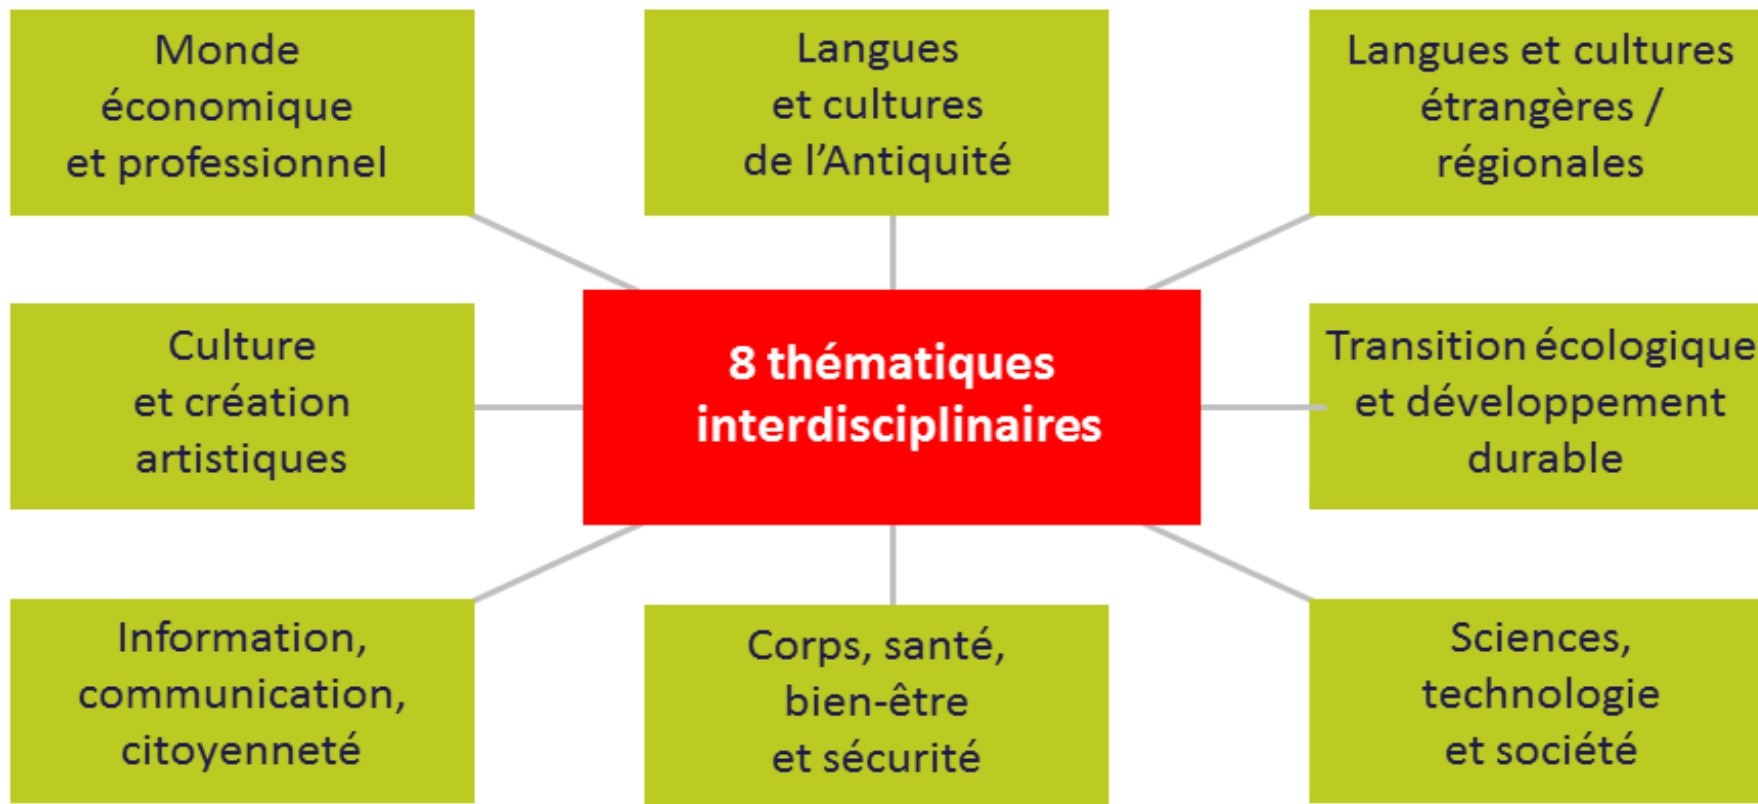 Monde
économique
et professionnel
Langues
et cultures
de l’Antiquité
Langues et cultures
étrangères /
régionales
Culture
et création
artistiques
8 thématiques
interdisciplinaires
Transition écologique
et développement
durable
Information,
communication,
citoyenneté
Corps, santé,
bien-être
et sécurité
Sciences,
technologie
et société